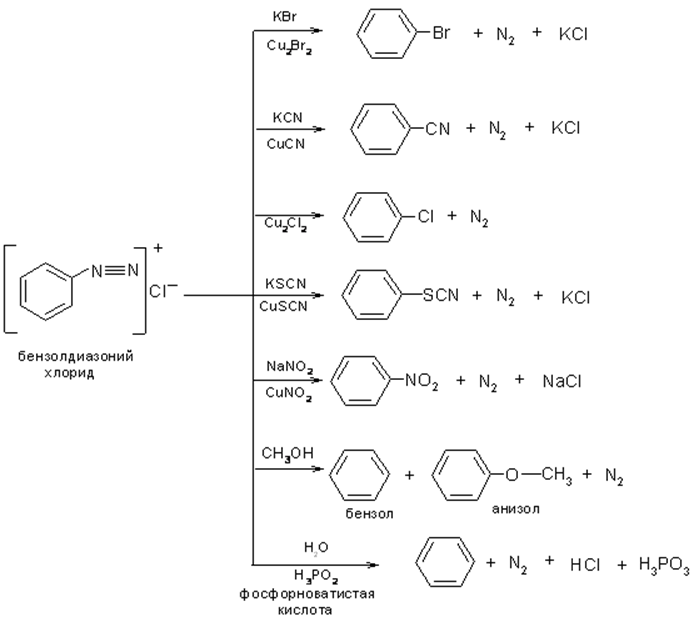 KBr
Cu₂Br₂
Br + N₂ + KCl
KCN
CuCN
CN + N₂ + KCl
Cu₂Cl₂
Cl + N₂
[N≡N]⁺ Cl⁻
бензолдиазоний
хлорид
KSCN
CuSCN
SCN + N₂ + KCl
NaNO₂
CuNO₂
NO₂ + N₂ + NaCl
CH₃OH
+ O—CH₃ + N₂
бензол
анизол
H₂O
H₃PO₂
фосфорноватистая
кислота
+ N₂ + HCl + H₃PO₃